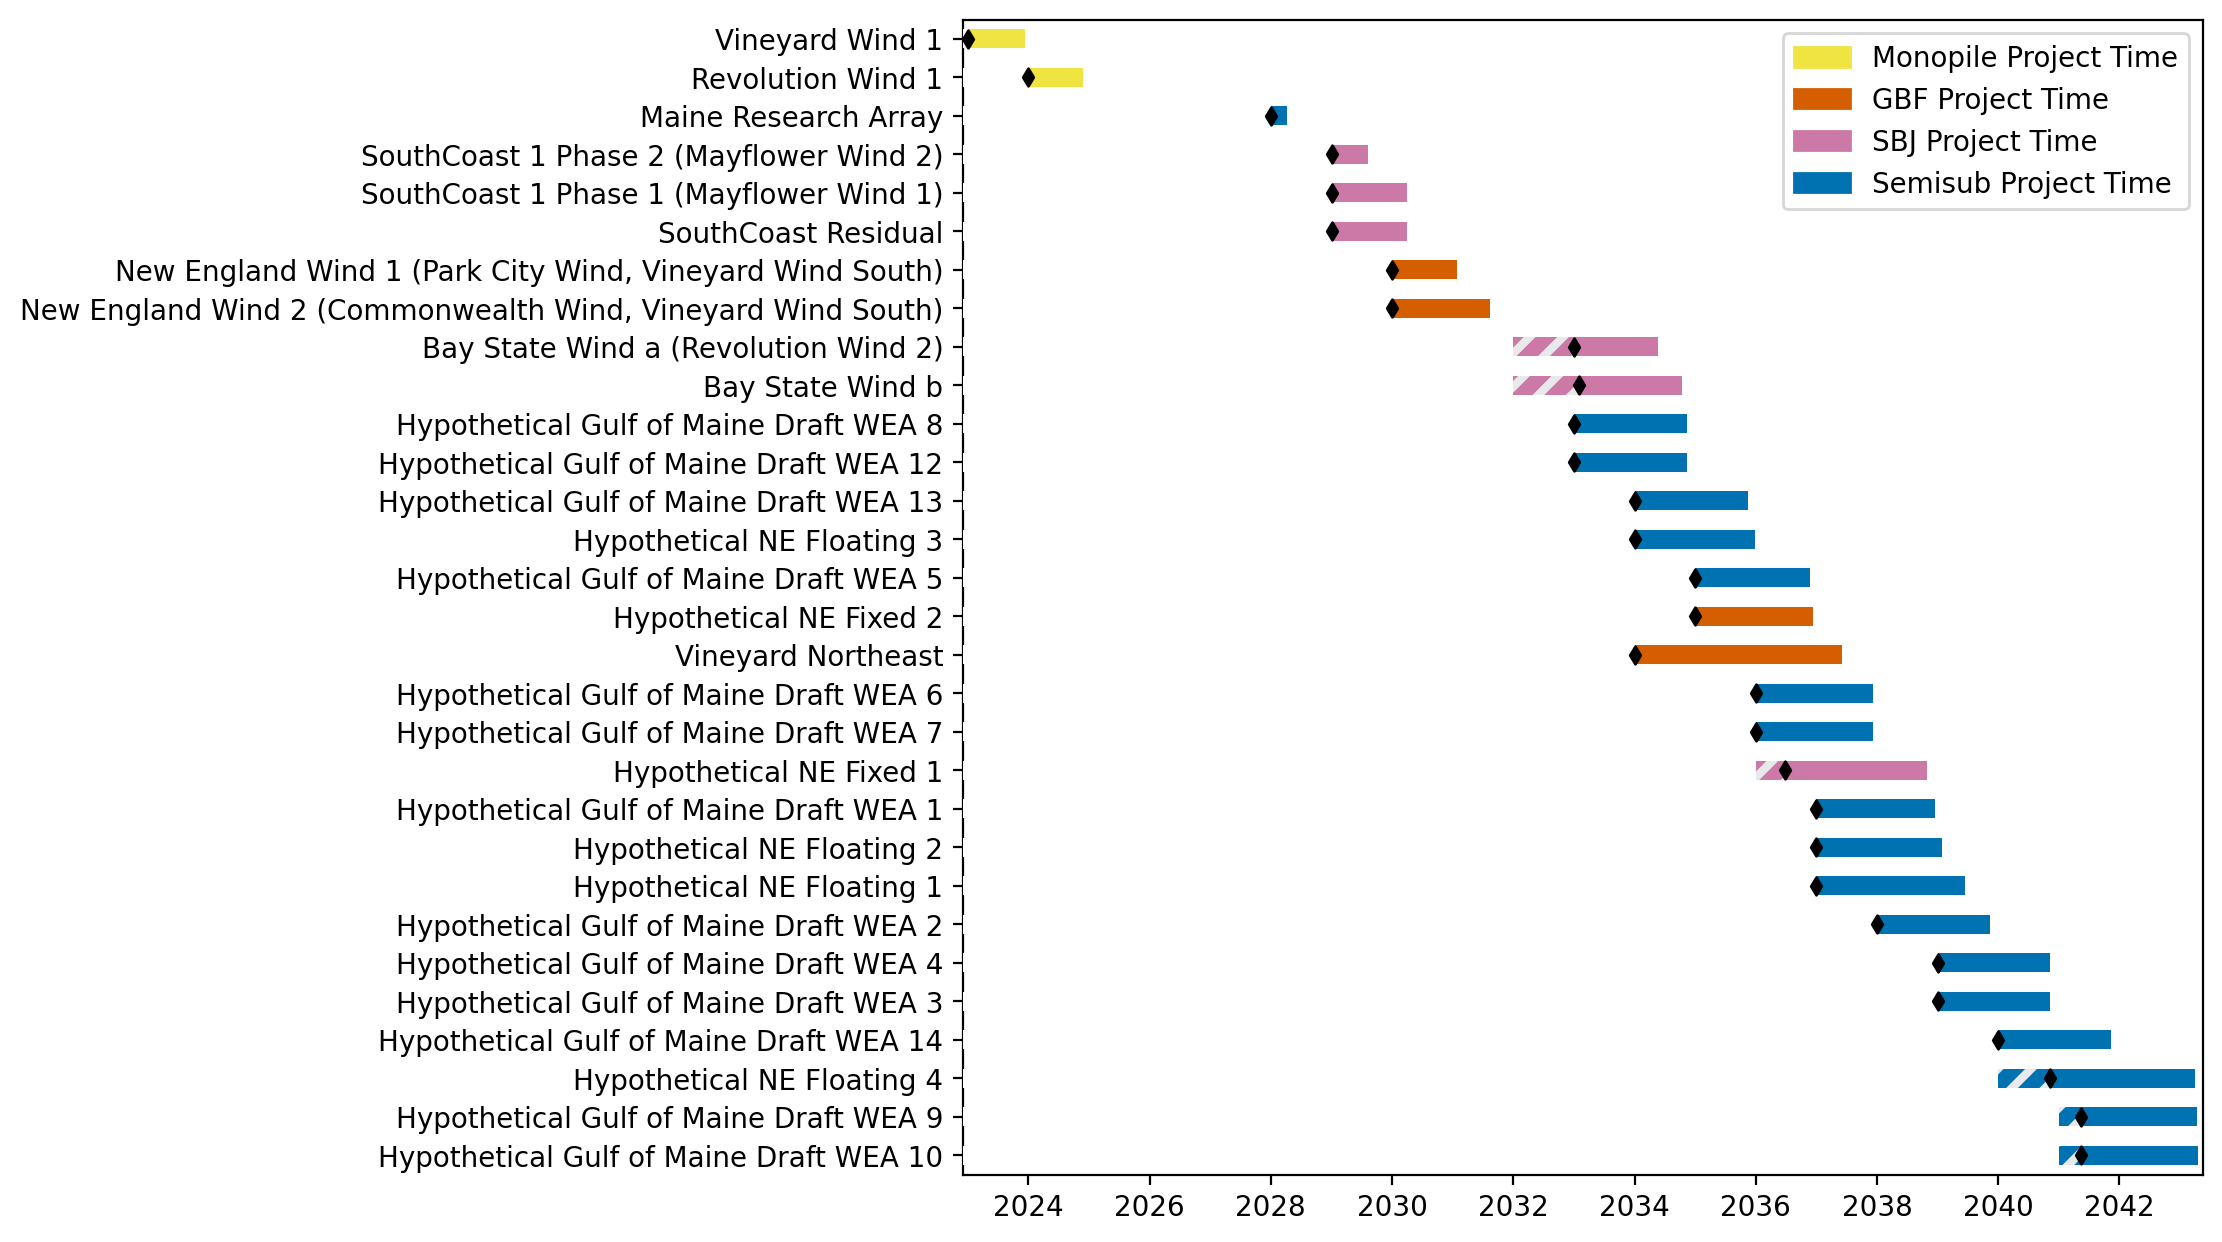 Vineyard Wind 1
Revolution Wind 1
Maine Research Array
SouthCoast 1 Phase 2 (Mayflower Wind 2)
SouthCoast 1 Phase 1 (Mayflower Wind 1)
SouthCoast Residual
New England Wind 1 (Park City Wind, Vineyard Wind South)
New England Wind 2 (Commonwealth Wind, Vineyard Wind South)
Bay State Wind a (Revolution Wind 2)
Bay State Wind b
Hypothetical Gulf of Maine Draft WEA 8
Hypothetical Gulf of Maine Draft WEA 12
Hypothetical Gulf of Maine Draft WEA 13
Hypothetical NE Floating 3
Hypothetical Gulf of Maine Draft WEA 5
Hypothetical NE Fixed 2
Vineyard Northeast
Hypothetical Gulf of Maine Draft WEA 6
Hypothetical Gulf of Maine Draft WEA 7
Hypothetical NE Fixed 1
Hypothetical Gulf of Maine Draft WEA 1
Hypothetical NE Floating 2
Hypothetical NE Floating 1
Hypothetical Gulf of Maine Draft WEA 2
Hypothetical Gulf of Maine Draft WEA 4
Hypothetical Gulf of Maine Draft WEA 3
Hypothetical Gulf of Maine Draft WEA 14
Hypothetical NE Floating 4
Hypothetical Gulf of Maine Draft WEA 9
Hypothetical Gulf of Maine Draft WEA 10
Monopile Project Time
GBF Project Time
SBJ Project Time
Semisub Project Time
2024 2026 2028 2030 2032 2034 2036 2038 2040 2042